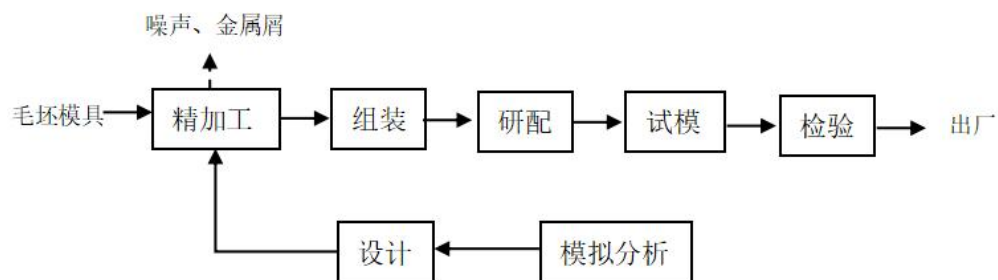 噪声、金属屑
毛坯模具
精加工
组装
研配
试模
检验
出厂
设计
模拟分析